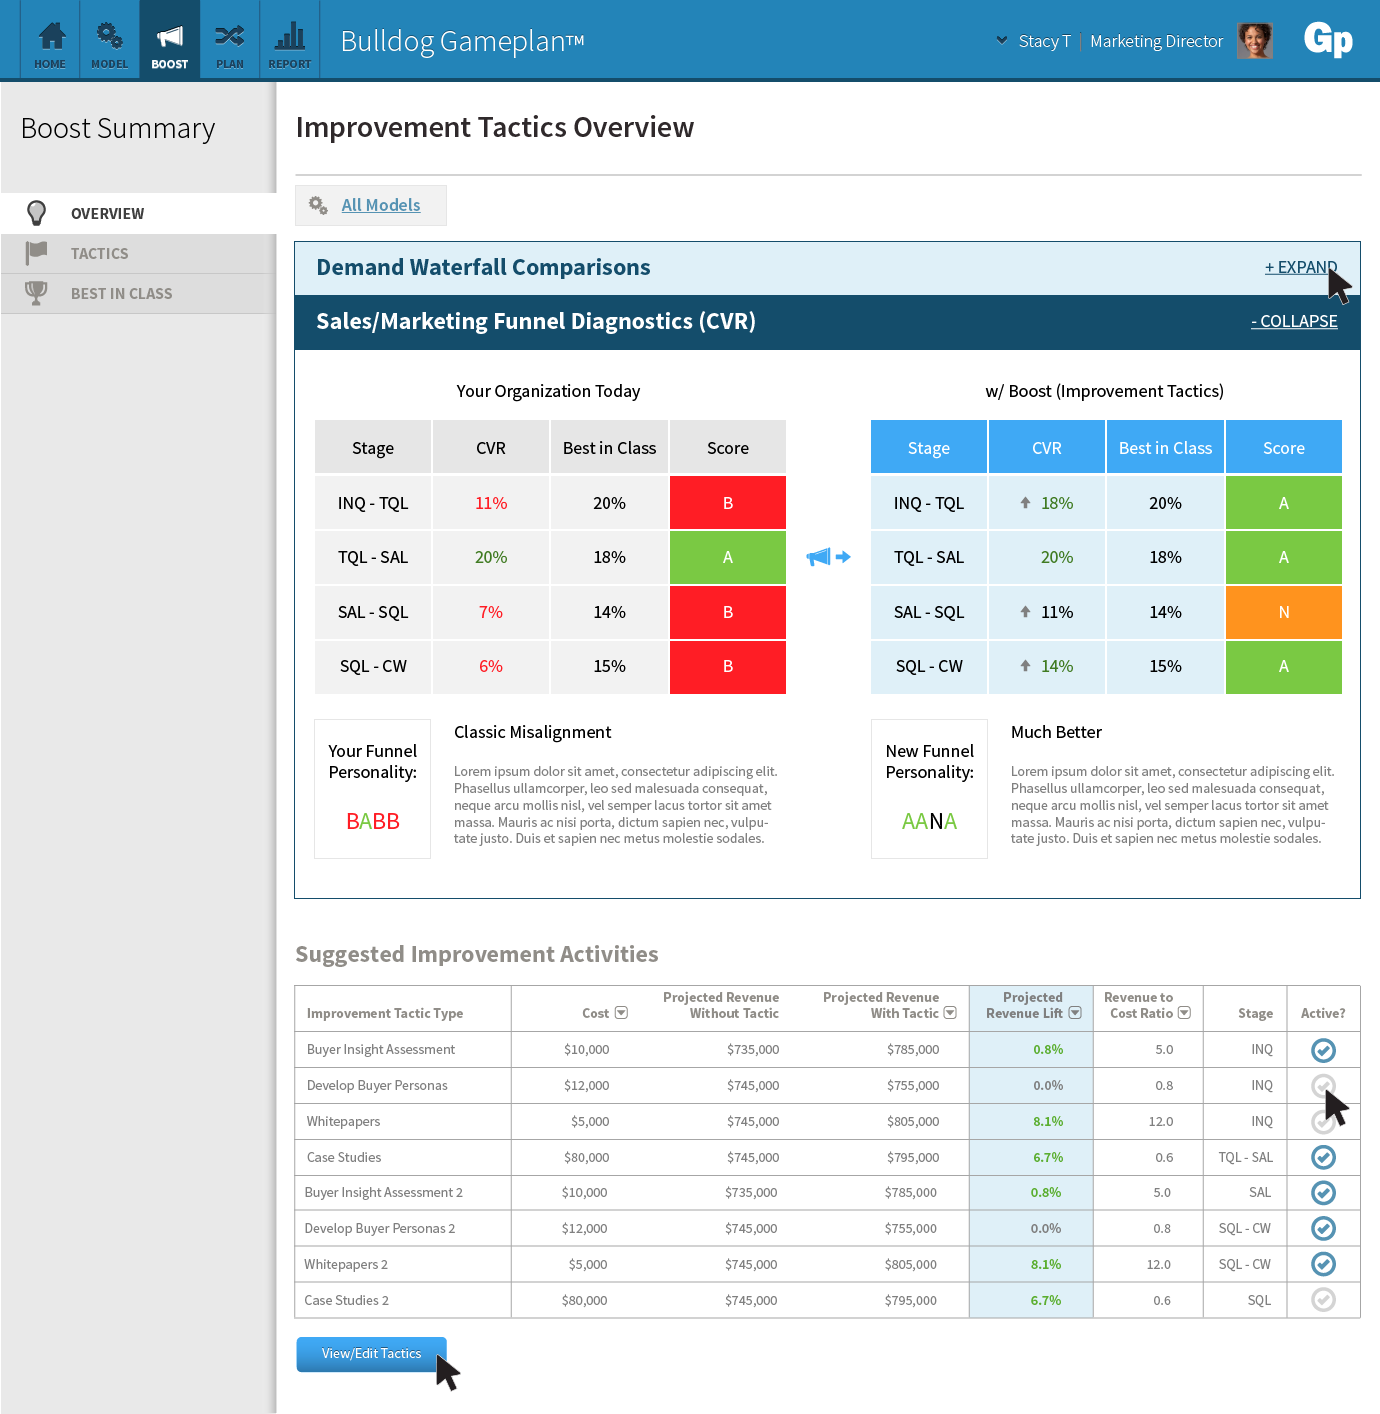 HOME
MODEL
BOOST
PLAN
REPORT
Bulldog Gameplan™
Stacy T | Marketing Director
Gp
Boost Summary
OVERVIEW
TACTICS
BEST IN CLASS
Improvement Tactics Overview
All Models
Demand Waterfall Comparisons
+ EXPAND
Sales/Marketing Funnel Diagnostics (CVR)
- COLLAPSE
Your Organization Today
Stage CVR Best in Class Score
INQ - TQL 11% 20% B
TQL - SAL 20% 18% A
SAL - SQL 7% 14% B
SQL - CW 6% 15% B
Your Funnel
Personality:
BABB
Classic Misalignment
Lorem ipsum dolor sit amet, consectetur adipiscing elit.
Phasellus ullamcorper, leo sed malesuada consequat,
neque arcu mollis nisl, vel semper lacus tortor sit amet
massa. Mauris ac nisi porta, dictum sapien nec, vulpu-
tate justo. Duis et sapien nec metus molestie sodales.
w/ Boost (Improvement Tactics)
Stage CVR Best in Class Score
INQ - TQL 18% 20% A
TQL - SAL 20% 18% A
SAL - SQL 11% 14% N
SQL - CW 14% 15% A
New Funnel
Personality:
AANA
Much Better
Lorem ipsum dolor sit amet, consectetur adipiscing elit.
Phasellus ullamcorper, leo sed malesuada consequat,
neque arcu mollis nisl, vel semper lacus tortor sit amet
massa. Mauris ac nisi porta, dictum sapien nec, vulpu-
tate justo. Duis et sapien nec metus molestie sodales.
Suggested Improvement Activities
Projected Revenue Projected Revenue Projected Revenue to
Improvement Tactic Type Cost Without Tactic With Tactic Revenue Lift Cost Ratio Stage Active?
Buyer Insight Assessment $10,000 $735,000 $785,000 0.8% 5.0 INQ
Develop Buyer Personas $12,000 $745,000 $755,000 0.0% 0.8 INQ
Whitepapers $5,000 $745,000 $805,000 8.1% 12.0 INQ
Case Studies $80,000 $745,000 $795,000 6.7% 0.6 TQL - SAL
Buyer Insight Assessment 2 $10,000 $735,000 $785,000 0.8% 5.0 SAL
Develop Buyer Personas 2 $12,000 $745,000 $755,000 0.0% 0.8 SQL - CW
Whitepapers 2 $5,000 $745,000 $805,000 8.1% 12.0 SQL - CW
Case Studies 2 $80,000 $745,000 $795,000 6.7% 0.6 SQL
View/Edit Tactics